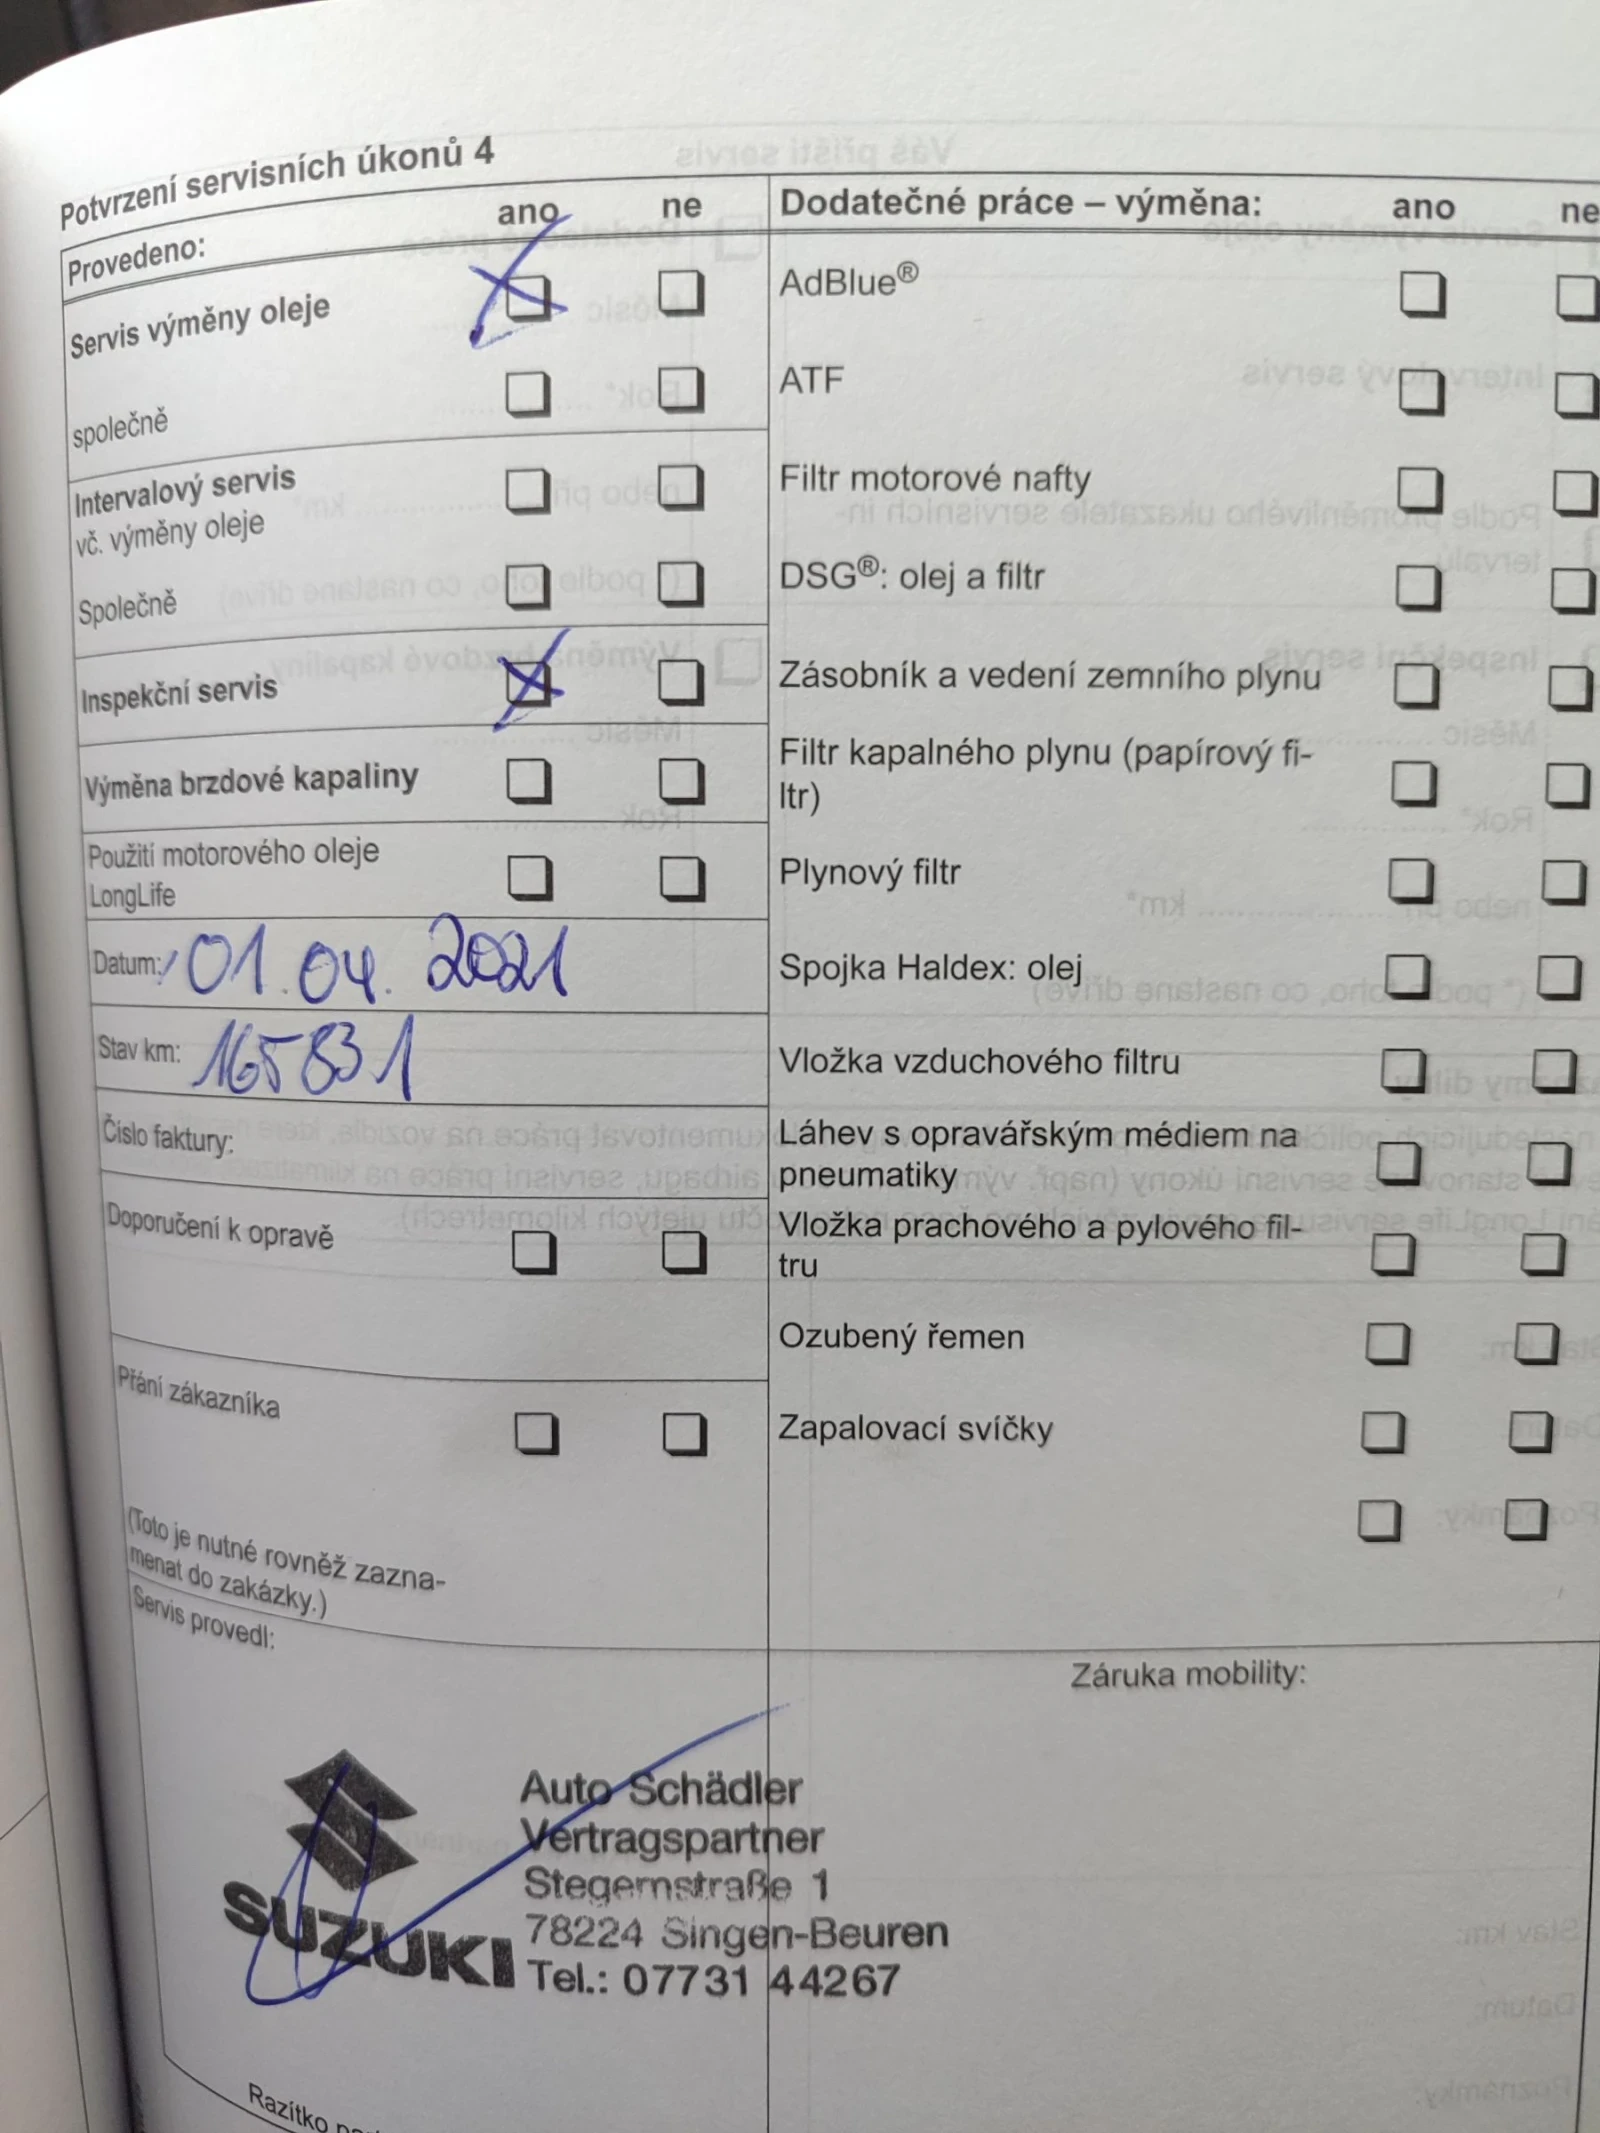 Potvrzení servisních úkonů 4
Provedeno: ano ne
Servis výměny oleje
společně
Intervalový servis
vč. výměny oleje
Společně
Inspekční servis
Výměna brzdové kapaliny
Použití motorového oleje
LongLife
Datum: 01.04.2021
Stav km: 165831
Číslo faktury:
Doporučení k opravě
Přání zákazníka
(Toto je nutné rovněž zazna-
menat do zakázky.)
Servis provedl:
SUZUKI
Auto Schädler
Vertragspartner
Stegernstraße 1
78224 Singen-Beuren
Tel.: 07731 44267
Razítko
Dodatečné práce – výměna: ano ne
AdBlue®
ATF
Filtr motorové nafty
DSG®: olej a filtr
Zásobník a vedení zemního plynu
Filtr kapalného plynu (papírový fi-
ltr)
Plynový filtr
Spojka Haldex: olej
Vložka vzduchového filtru
Láhev s opravářským médiem na
pneumatiky
Vložka prachového a pylového fil-
tru
Ozubený řemen
Zapalovací svíčky
Záruka mobility: